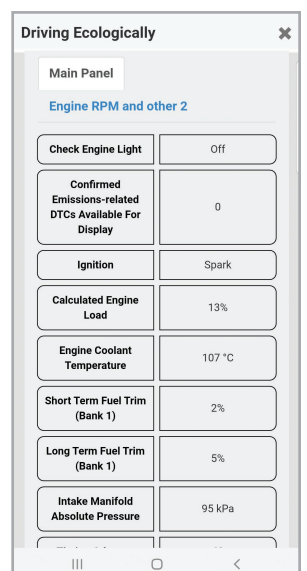 Driving Ecologically
Main Panel
Engine RPM and other 2
Check Engine Light
Off
Confirmed
Emissions-related
DTCs Available For
Display
0
Ignition
Spark
Calculated Engine
Load
13%
Engine Coolant
Temperature
107 °C
Short Term Fuel Trim
(Bank 1)
2%
Long Term Fuel Trim
(Bank 1)
5%
Intake Manifold
Absolute Pressure
95 kPa